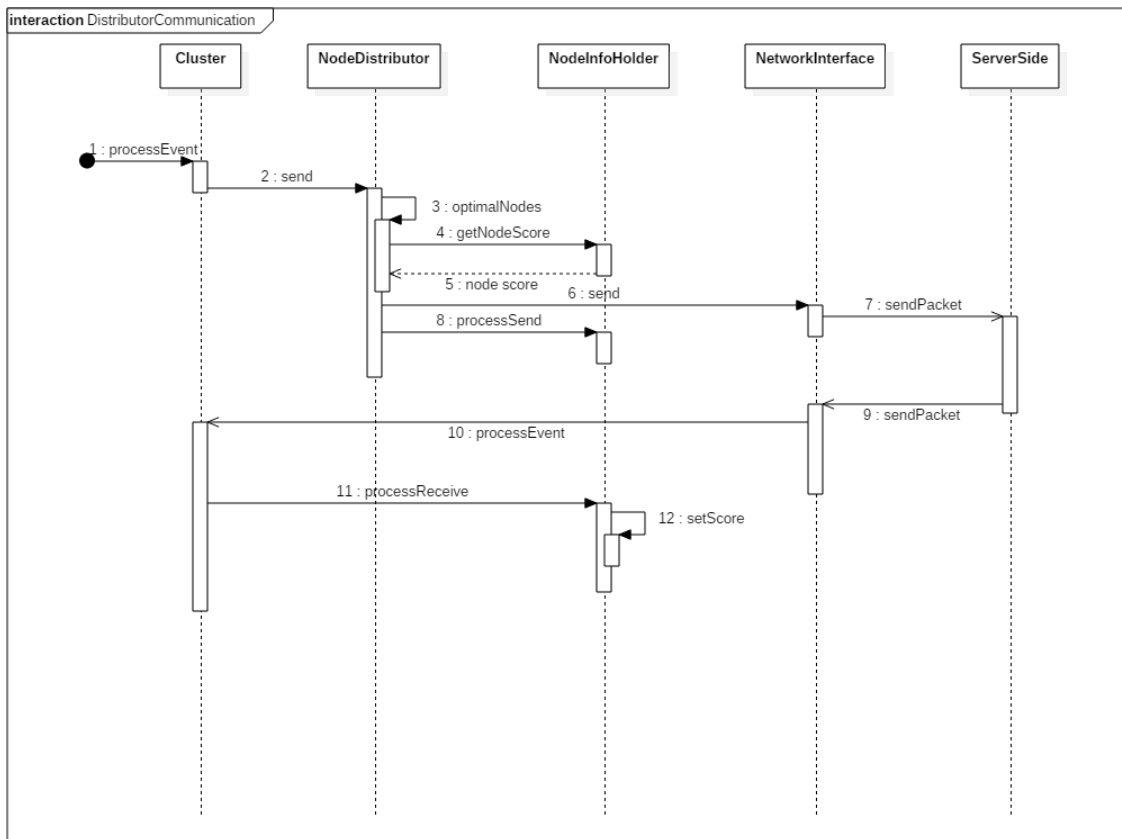 interaction DistributorCommunication
Cluster
NodeDistributor
NodeInfoHolder
NetworkInterface
ServerSide
1 : processEvent
2 : send
3 : optimalNodes
4 : getNodeScore
5 : node score
6 : send
7 : sendPacket
8 : processSend
9 : sendPacket
10 : processEvent
11 : processReceive
12 : setScore